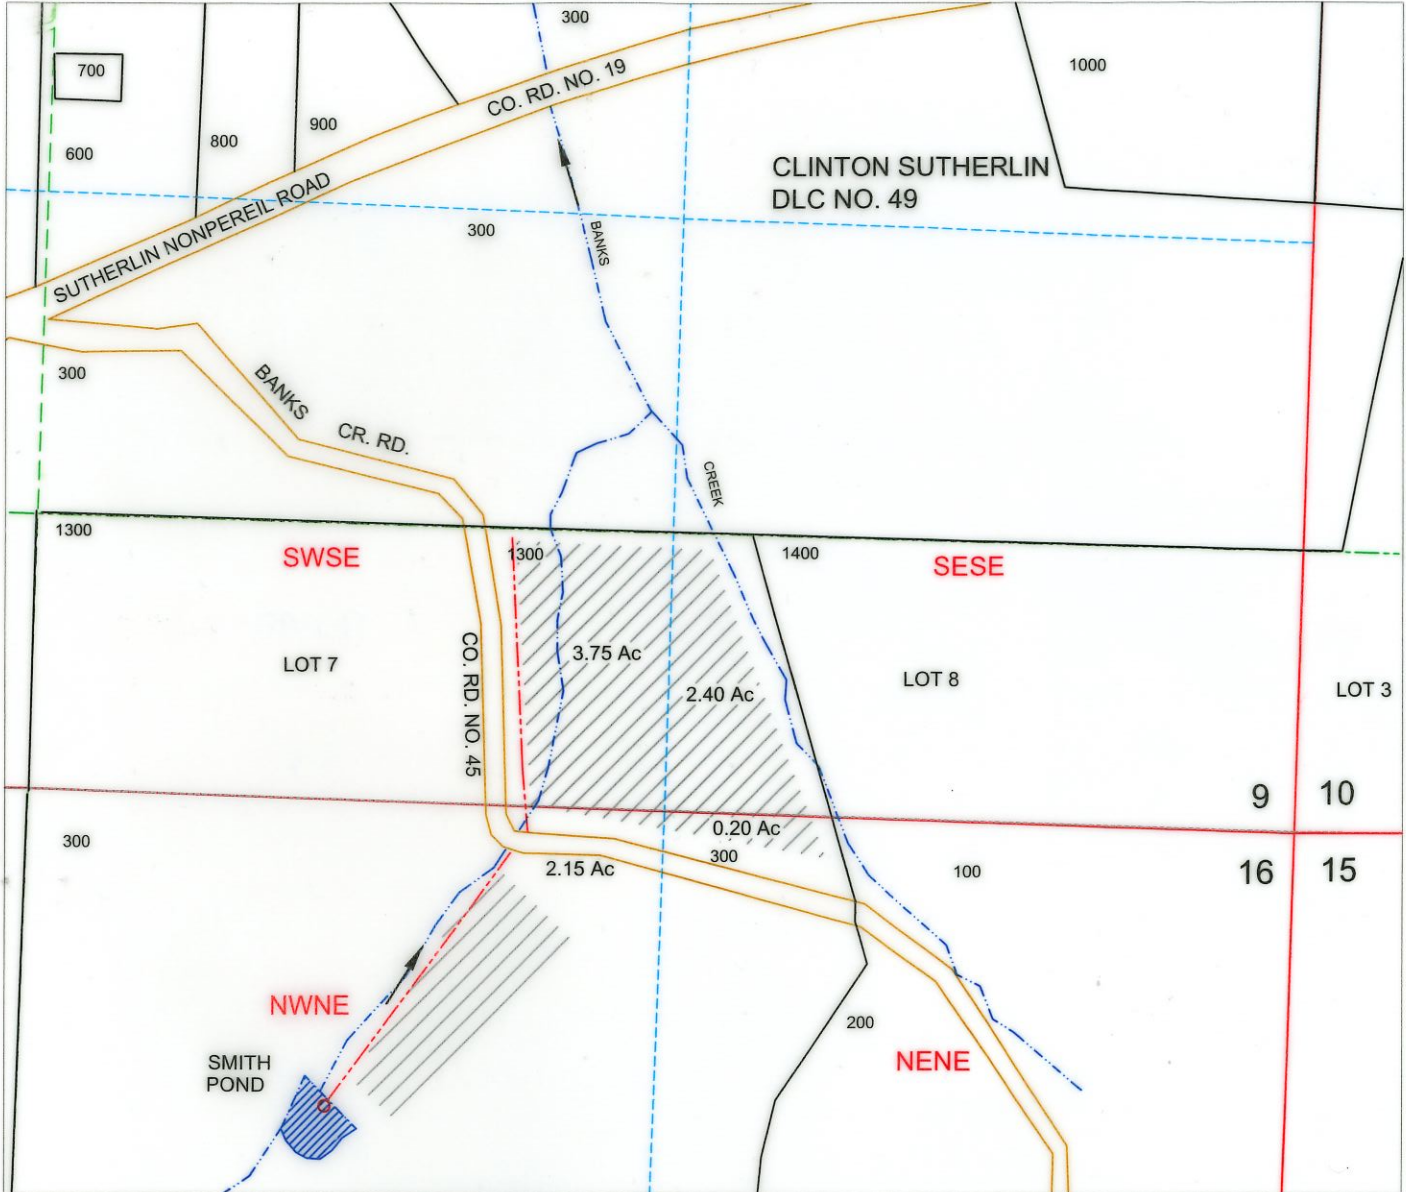 300
700
CO. RD. NO. 19
1000
900
800
600
CLINTON SUTHERLIN
DLC NO. 49
SUTHERLIN NONPEREIL ROAD
300
BANKS
300
BANKS
CR. RD.
CREEK
1300
SWSE
1300
1400
SESE
CO. RD. NO. 45
3.75 Ac
LOT 7
2.40 Ac
LOT 8
LOT 3
9
10
0.20 Ac
300
300
2.15 Ac
100
16
15
NWNE
200
SMITH
POND
NENE